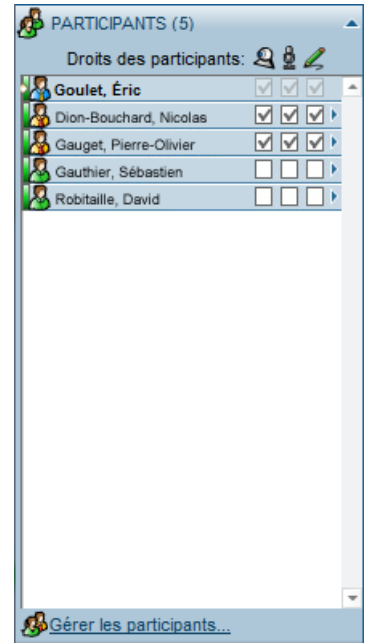 PARTICIPANTS (5)
Droits des participants:
Goulet, Éric
Dion-Bouchard, Nicolas
Gauget, Pierre-Olivier
Gauthier, Sébastien
Robitaille, David
Gérer les participants...